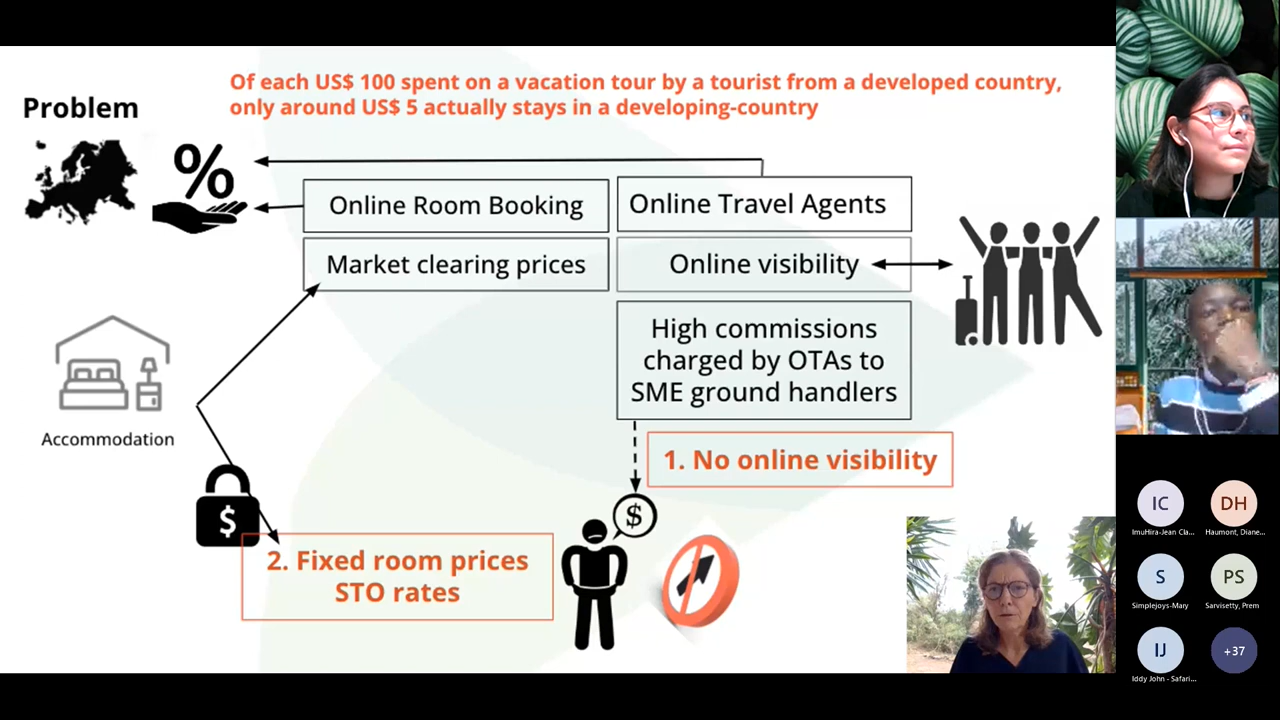 Of each US$ 100 spent on a vacation tour by a tourist from a developed country,
only around US$ 5 actually stays in a developing-country
Problem
%
Online Room Booking
Online Travel Agents
Market clearing prices
Online visibility
High commissions
charged by OTAs to
SME ground handlers
Accommodation
1. No online visibility
$
$
2. Fixed room prices
STO rates
IC
DH
ImuHira-Jean Cla...
Haumont, Diane...
S
PS
Simplejoys-Mary
Sarvisetty, Prem
IJ
+37
Iddy John - Safari...